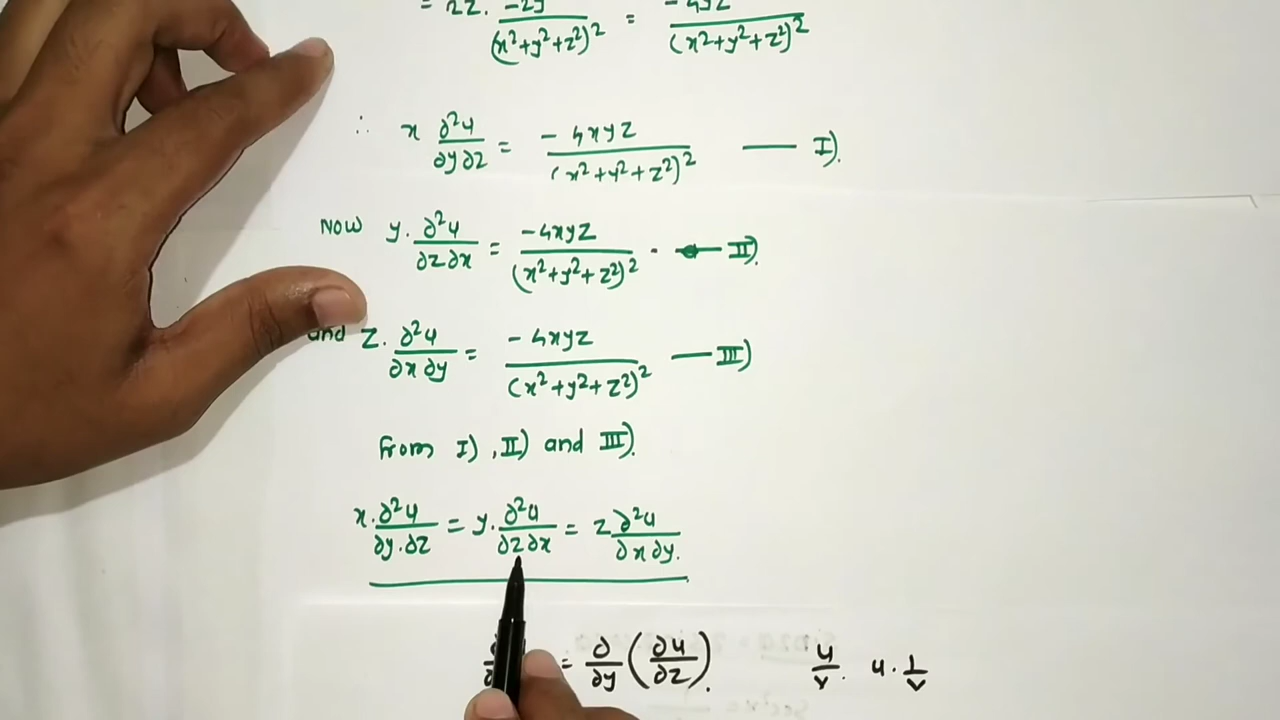 = 2z. -2y/(x²+y²+z²)² = -4yz/(x²+y²+z²)²
∴ x ∂²u/∂y∂z = -4xyz/(x²+y²+z²)² — I).
Now y. ∂²u/∂z∂x = -4xyz/(x²+y²+z²)² . — II).
and z. ∂²u/∂x∂y = -4xyz/(x²+y²+z²)² — III)
from I), II) and III).
x. ∂²u/∂y.∂z = y. ∂²u/∂z∂x = z ∂²u/∂x∂y.
= ∂/∂y (∂u/∂z). u/v. u. 1/v